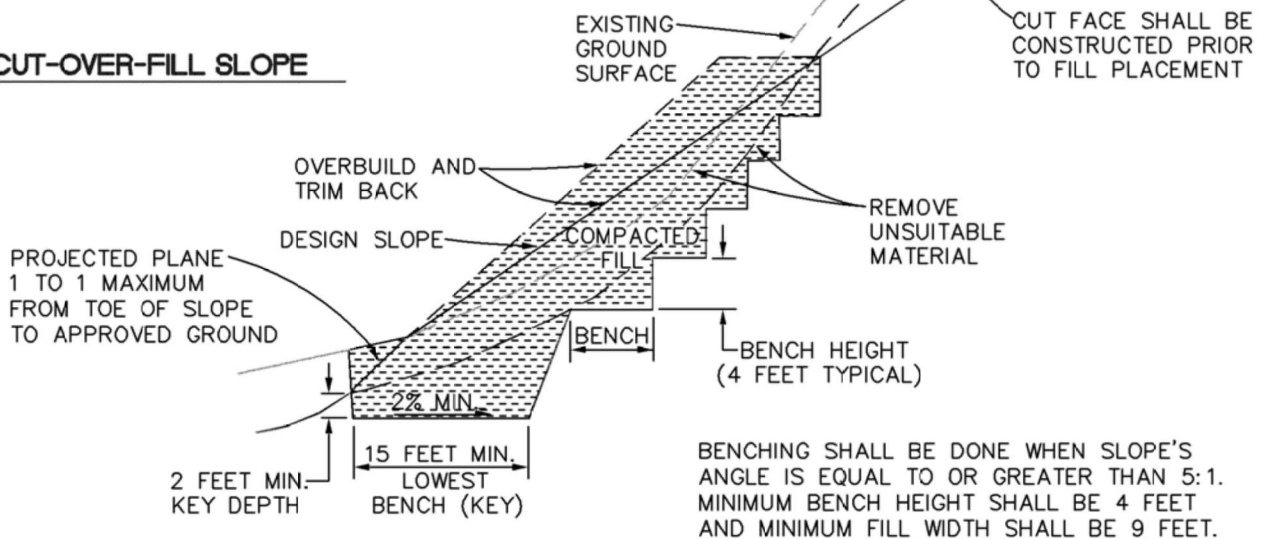 EXISTING
GROUND
SURFACE
CUT FACE SHALL BE
CONSTRUCTED PRIOR
TO FILL PLACEMENT
CUT-OVER-FILL SLOPE
OVERBUILD AND
TRIM BACK
DESIGN SLOPE
COMPACTED
FILL
REMOVE
UNSUITABLE
MATERIAL
PROJECTED PLANE
1 TO 1 MAXIMUM
FROM TOE OF SLOPE
TO APPROVED GROUND
BENCH
BENCH HEIGHT
(4 FEET TYPICAL)
2% MIN.
15 FEET MIN.
LOWEST
BENCH (KEY)
2 FEET MIN.
KEY DEPTH
BENCHING SHALL BE DONE WHEN SLOPE'S
ANGLE IS EQUAL TO OR GREATER THAN 5:1.
MINIMUM BENCH HEIGHT SHALL BE 4 FEET
AND MINIMUM FILL WIDTH SHALL BE 9 FEET.